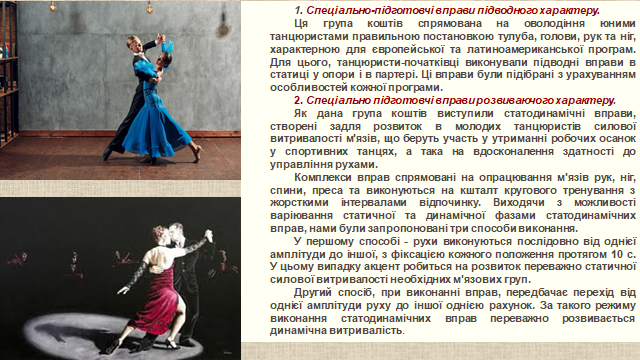 1. Спеціально-підготовчі вправи підводного характеру.
Ця група коштів спрямована на оволодіння юними
танцюристами правильною постановкою тулуба, голови, рук та ніг,
характерною для європейської та латиноамериканської програм.
Для цього, танцюристи-початківці виконували підводні вправи в
статиці у опори і в партері. Ці вправи були підібрані з урахуванням
особливостей кожної програми.
2. Спеціально підготовчі вправи розвиваючого характеру.
Як дана група коштів виступили статодинамічні вправи,
створені задля розвиток в молодих танцюристів силової
витривалості м'язів, що беруть участь у утриманні робочих осанок
у спортивних танцях, а така на вдосконалення здатності до
управління рухами.
Комплекси вправ спрямовані на опрацювання м'язів рук, ніг,
спини, преса та виконуються на кшталт кругового тренування з
жорсткими інтервалами відпочинку. Виходячи з можливості
варіювання статичної та динамічної фазами статодинамічних
вправ, нами були запропоновані три способи виконання.
У першому способі - рухи виконуються послідовно від однієї
амплітуди до іншої, з фіксацією кожного положення протягом 10 с.
У цьому випадку акцент робиться на розвиток переважно статичної
силової витривалості необхідних м'язових груп.
Другий спосіб, при виконанні вправ, передбачає перехід від
однієї амплітуди руху до іншої однією рахунок. За такого режиму
виконання статодинамічних вправ переважно розвивається
динамічна витривалість.